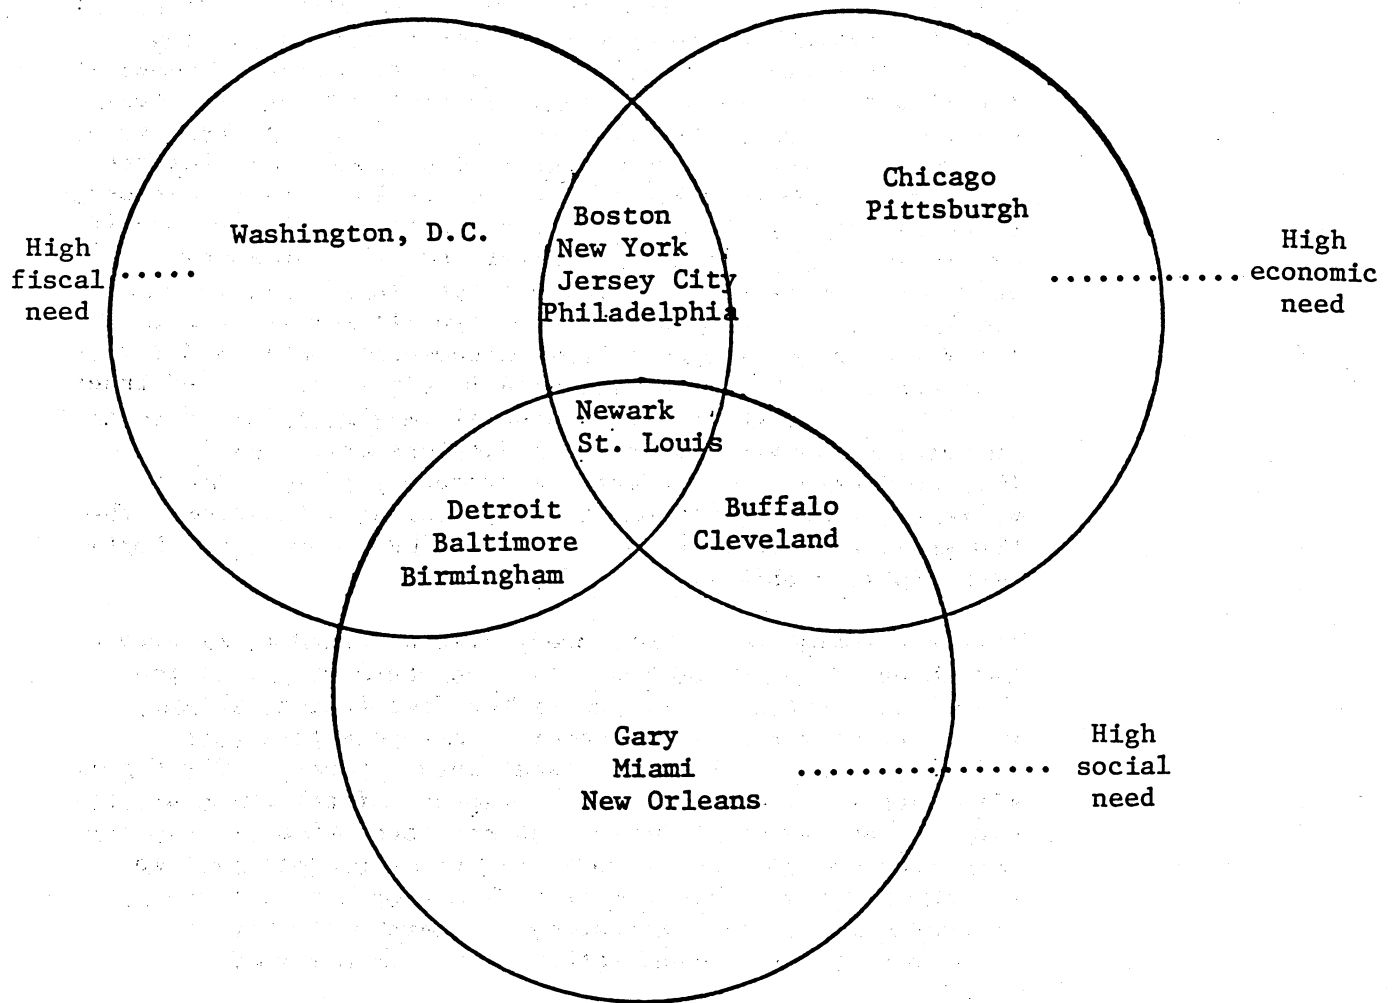 High
fiscal
need
Washington, D.C.
Boston
New York
Jersey City
Philadelphia
Chicago
Pittsburgh
High
economic
need
Newark
St. Louis
Detroit
Baltimore
Birmingham
Buffalo
Cleveland
Gary
Miami
New Orleans
High
social
need